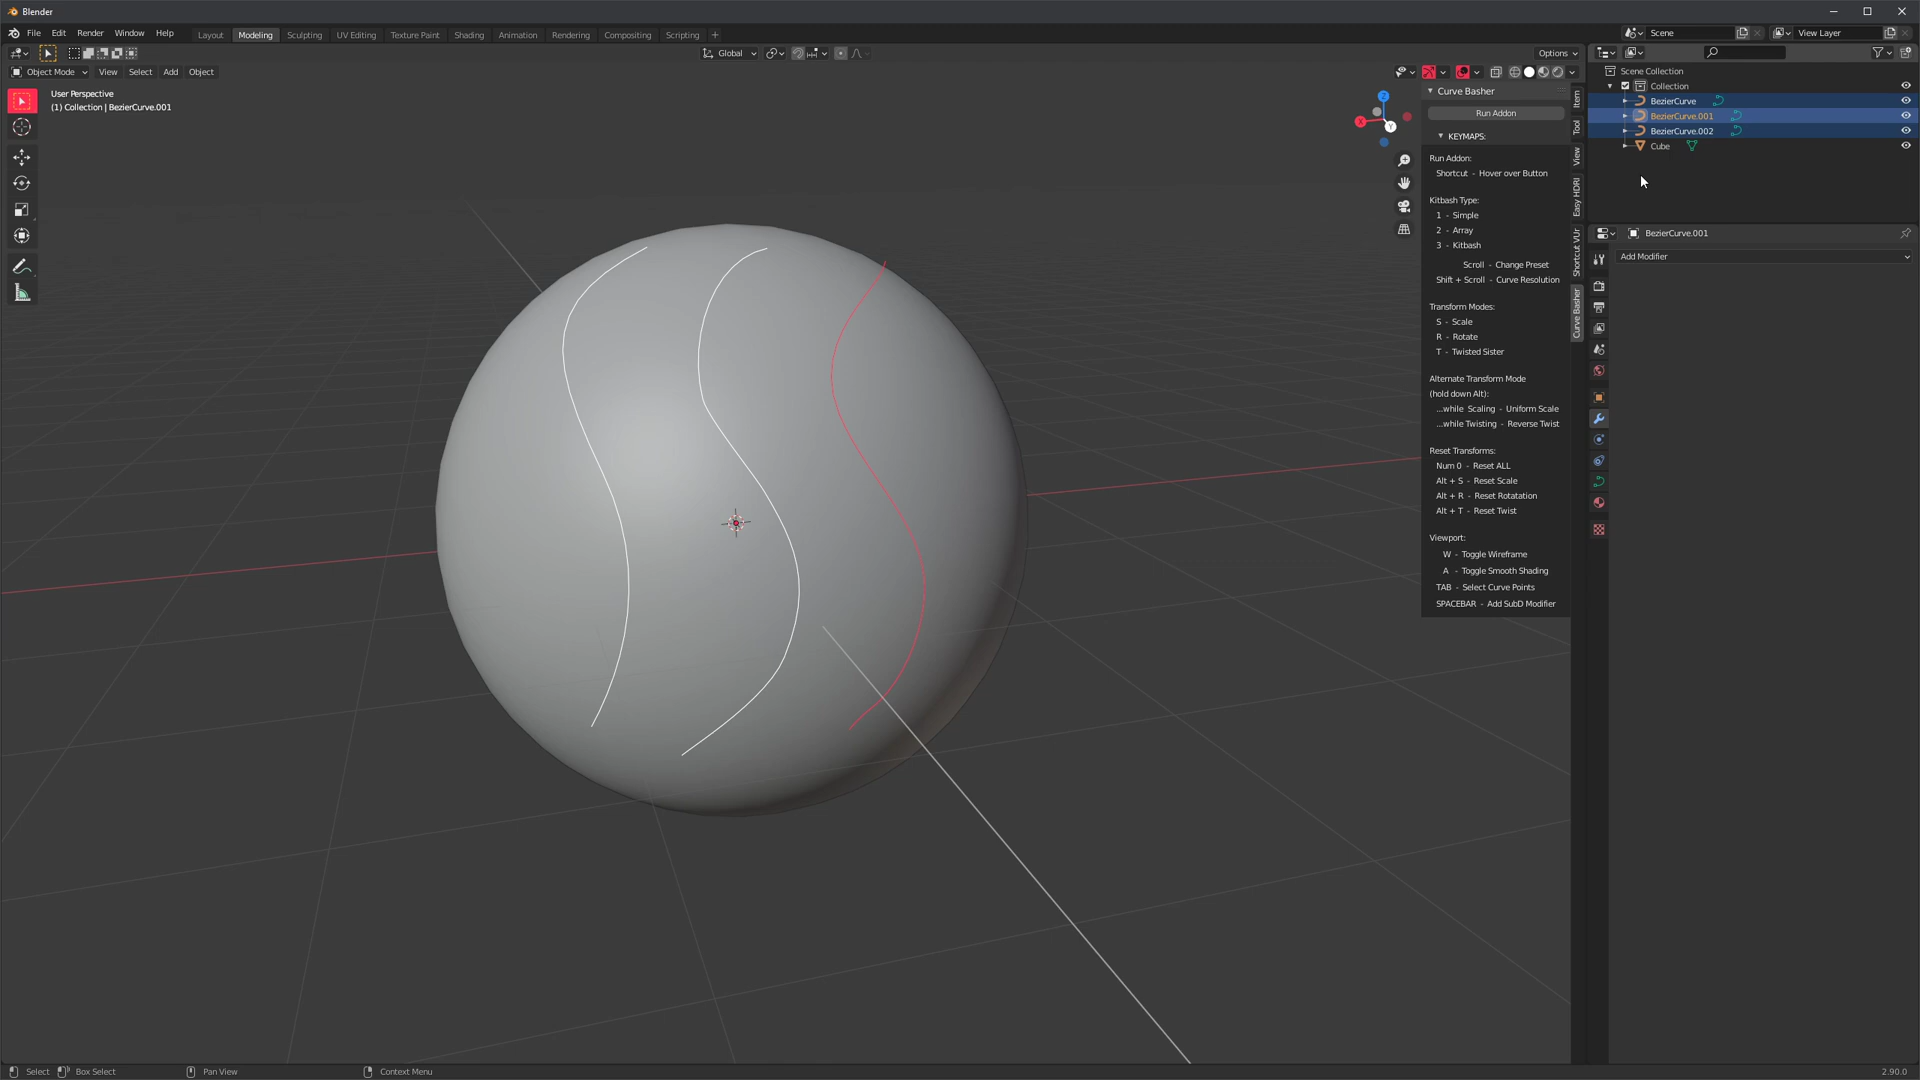 Blender
File Edit Render Window Help
Layout Modeling Sculpting UV Editing Texture Paint Shading Animation Rendering Compositing Scripting +
Scene
View Layer
Global
Options
Object Mode View Select Add Object
User Perspective
(1) Collection | BezierCurve.001
Z
X
Y
Curve Basher
Run Addon
KEYMAPS:
Run Addon:
Shortcut - Hover over Button
Kitbash Type:
1 - Simple
2 - Array
3 - Kitbash
Scroll - Change Preset
Shift + Scroll - Curve Resolution
Transform Modes:
S - Scale
R - Rotate
T - Twisted Sister
Alternate Transform Mode
(hold down Alt):
...while Scaling - Uniform Scale
...while Twisting - Reverse Twist
Reset Transforms:
Num 0 - Reset ALL
Alt + S - Reset Scale
Alt + R - Reset Rotatation
Alt + T - Reset Twist
Viewport:
W - Toggle Wireframe
A - Toggle Smooth Shading
TAB - Select Curve Points
SPACEBAR - Add SubD Modifier
Item
Tool
View
Easy HDRI
Shortcut VUr
Curve Basher
Scene Collection
Collection
BezierCurve
BezierCurve.001
BezierCurve.002
Cube
BezierCurve.001
Add Modifier
Select Box Select Pan View Context Menu
2.90.0